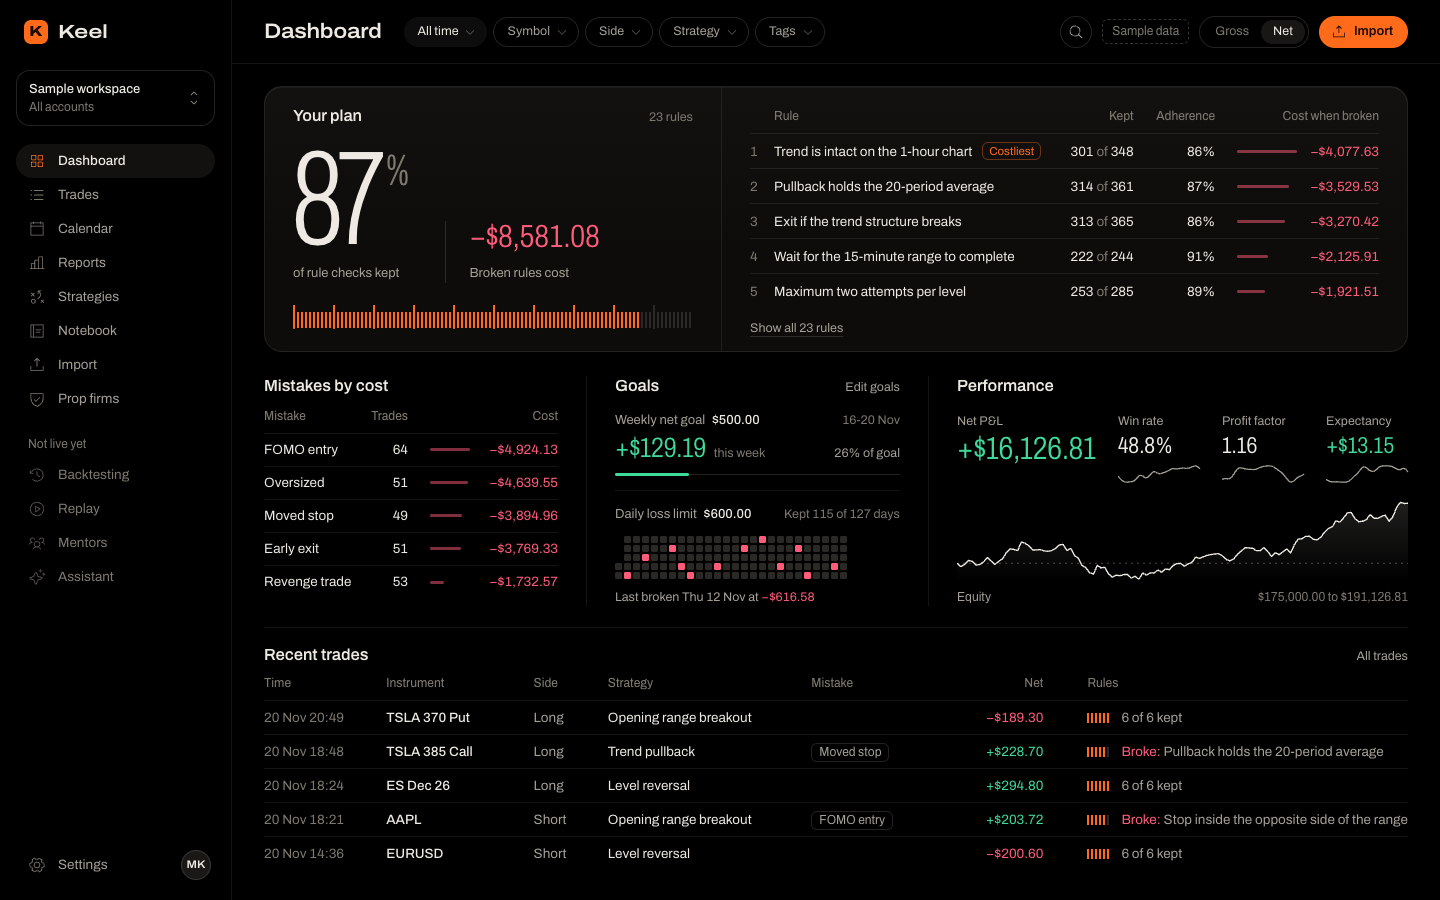 K Keel
Dashboard
All time
Symbol
Side
Strategy
Tags
Sample data
Gross
Net
Import
Sample workspace
All accounts
Dashboard
Trades
Calendar
Reports
Strategies
Notebook
Import
Prop firms
Not live yet
Backtesting
Replay
Mentors
Assistant
Settings
MK
Your plan
23 rules
87%
of rule checks kept
−$8,581.08
Broken rules cost
Rule Kept Adherence Cost when broken
1 Trend is intact on the 1-hour chart Costliest 301 of 348 86% −$4,077.63
2 Pullback holds the 20-period average 314 of 361 87% −$3,529.53
3 Exit if the trend structure breaks 313 of 365 86% −$3,270.42
4 Wait for the 15-minute range to complete 222 of 244 91% −$2,125.91
5 Maximum two attempts per level 253 of 285 89% −$1,921.51
Show all 23 rules
Mistakes by cost
Mistake Trades Cost
FOMO entry 64 −$4,924.13
Oversized 51 −$4,639.55
Moved stop 49 −$3,894.96
Early exit 51 −$3,769.33
Revenge trade 53 −$1,732.57
Goals
Edit goals
Weekly net goal $500.00 16-20 Nov
+$129.19 this week 26% of goal
Daily loss limit $600.00 Kept 115 of 127 days
Last broken Thu 12 Nov at −$616.58
Performance
Net P&L
+$16,126.81
Win rate
48.8%
Profit factor
1.16
Expectancy
+$13.15
Equity
$175,000.00 to $191,126.81
Recent trades
All trades
Time Instrument Side Strategy Mistake Net Rules
20 Nov 20:49 TSLA 370 Put Long Opening range breakout −$189.30 6 of 6 kept
20 Nov 18:48 TSLA 385 Call Long Trend pullback Moved stop +$228.70 Broke: Pullback holds the 20-period average
20 Nov 18:24 ES Dec 26 Long Level reversal +$294.80 6 of 6 kept
20 Nov 18:21 AAPL Short Opening range breakout FOMO entry +$203.72 Broke: Stop inside the opposite side of the range
20 Nov 14:36 EURUSD Short Level reversal −$200.60 6 of 6 kept